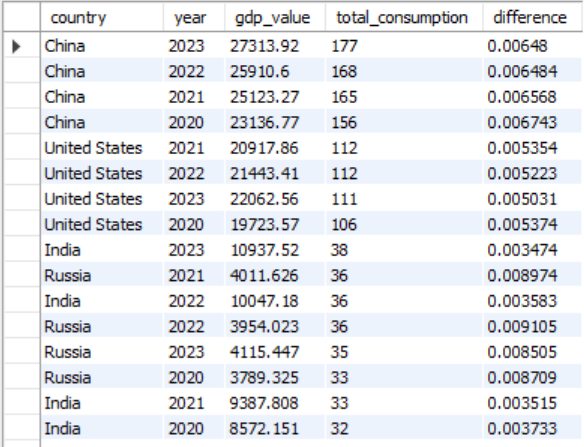 country year gdp_value total_consumption difference
China 2023 27313.92 177 0.00648
China 2022 25910.6 168 0.006484
China 2021 25123.27 165 0.006568
China 2020 23136.77 156 0.006743
United States 2021 20917.86 112 0.005354
United States 2022 21443.41 112 0.005223
United States 2023 22062.56 111 0.005031
United States 2020 19723.57 106 0.005374
India 2023 10937.52 38 0.003474
Russia 2021 4011.626 36 0.008974
India 2022 10047.18 36 0.003583
Russia 2022 3954.023 36 0.009105
Russia 2023 4115.447 35 0.008505
Russia 2020 3789.325 33 0.008709
India 2021 9387.808 33 0.003515
India 2020 8572.151 32 0.003733